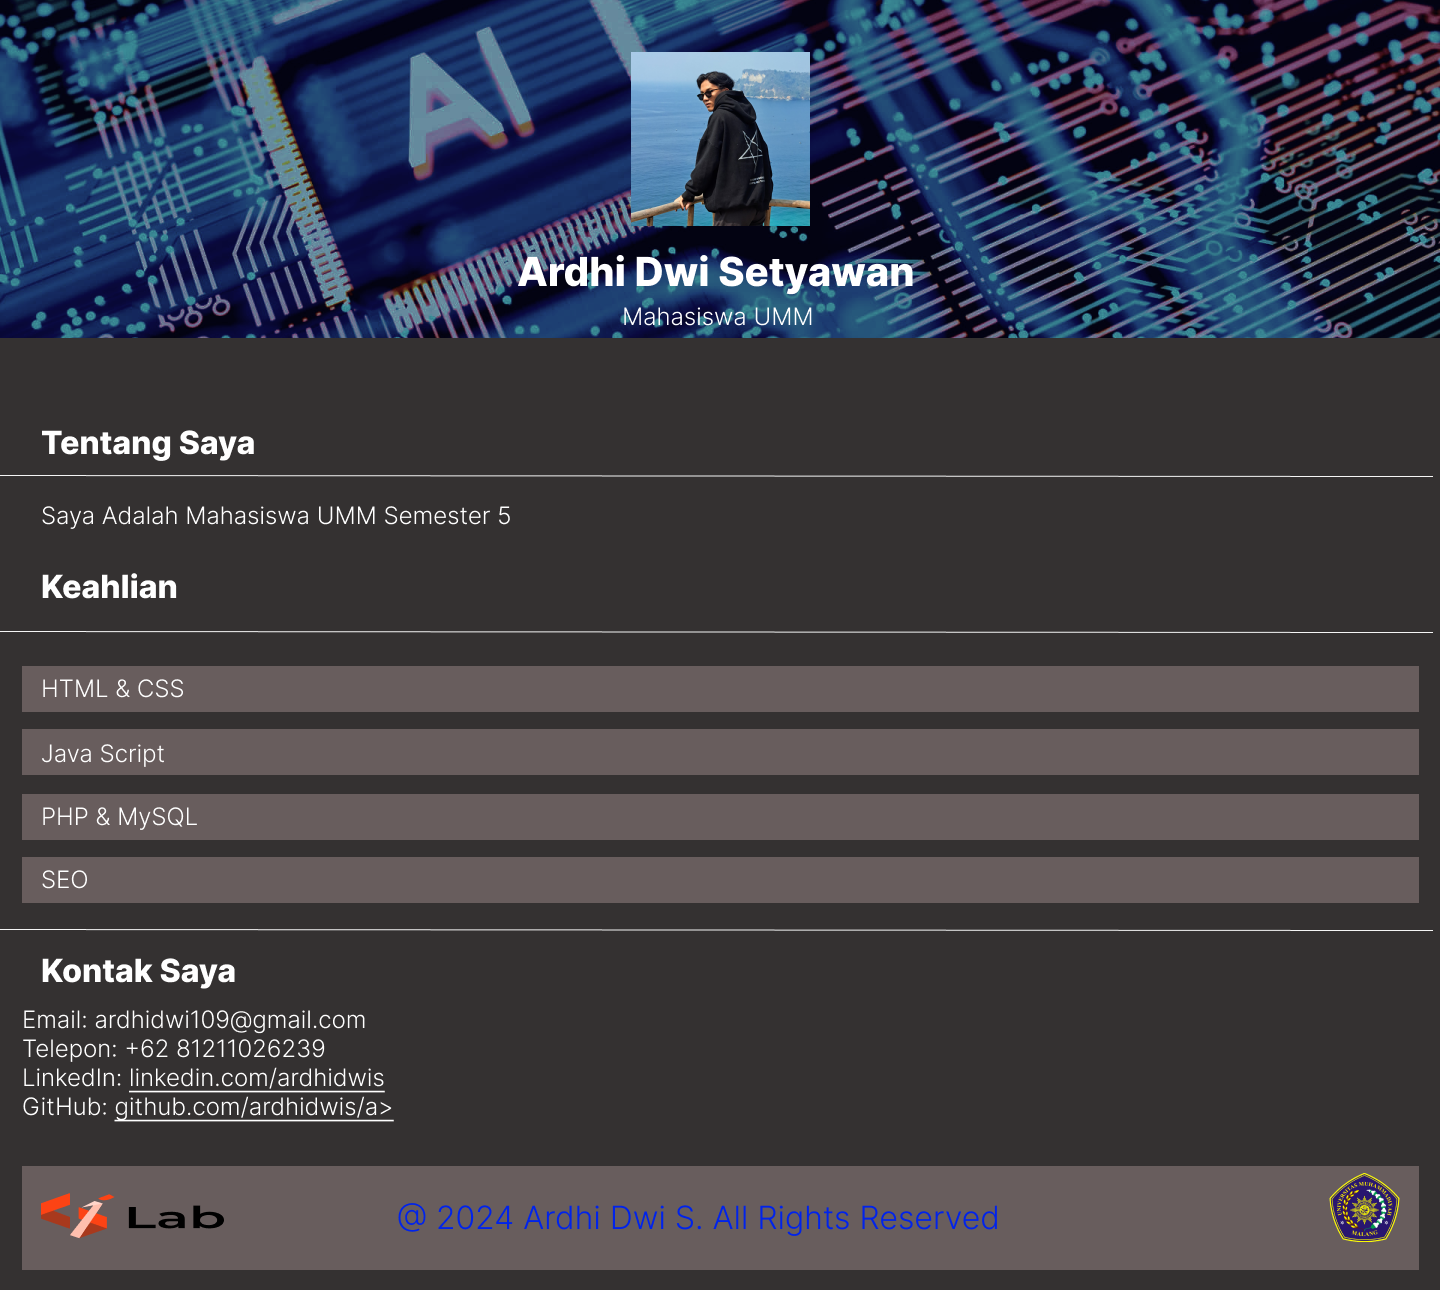 AI
Ardhi Dwi Setyawan
Mahasiswa UMM
Tentang Saya
Saya Adalah Mahasiswa UMM Semester 5
Keahlian
HTML & CSS
Java Script
PHP & MySQL
SEO
Kontak Saya
Email: ardhidwi109@gmail.com
Telepon: +62 81211026239
LinkedIn: linkedin.com/ardhidwis
GitHub: github.com/ardhidwis/a>
Lab
@ 2024 Ardhi Dwi S. All Rights Reserved
UNIVERSITAS MUHAMMADIYAH
MALANG